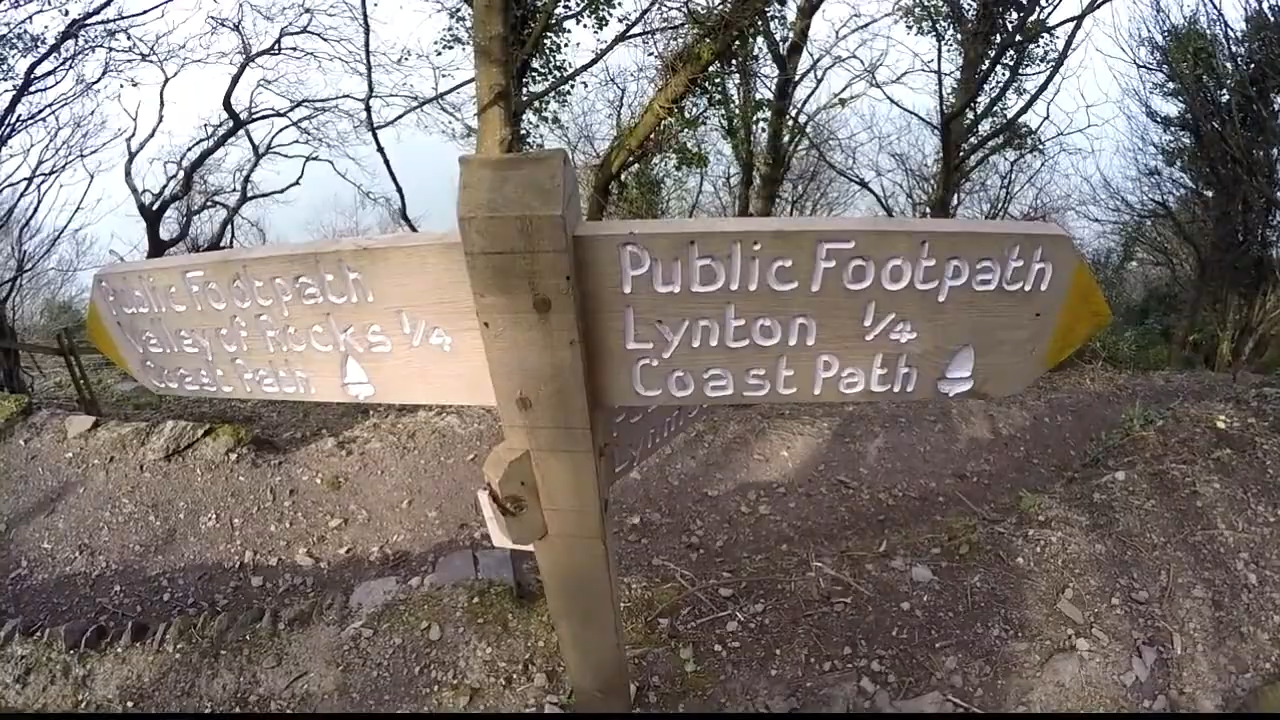 Public Footpath
Valley of Rocks 1/4
Coast Path
Public Footpath
Lynton 1/4
Coast Path